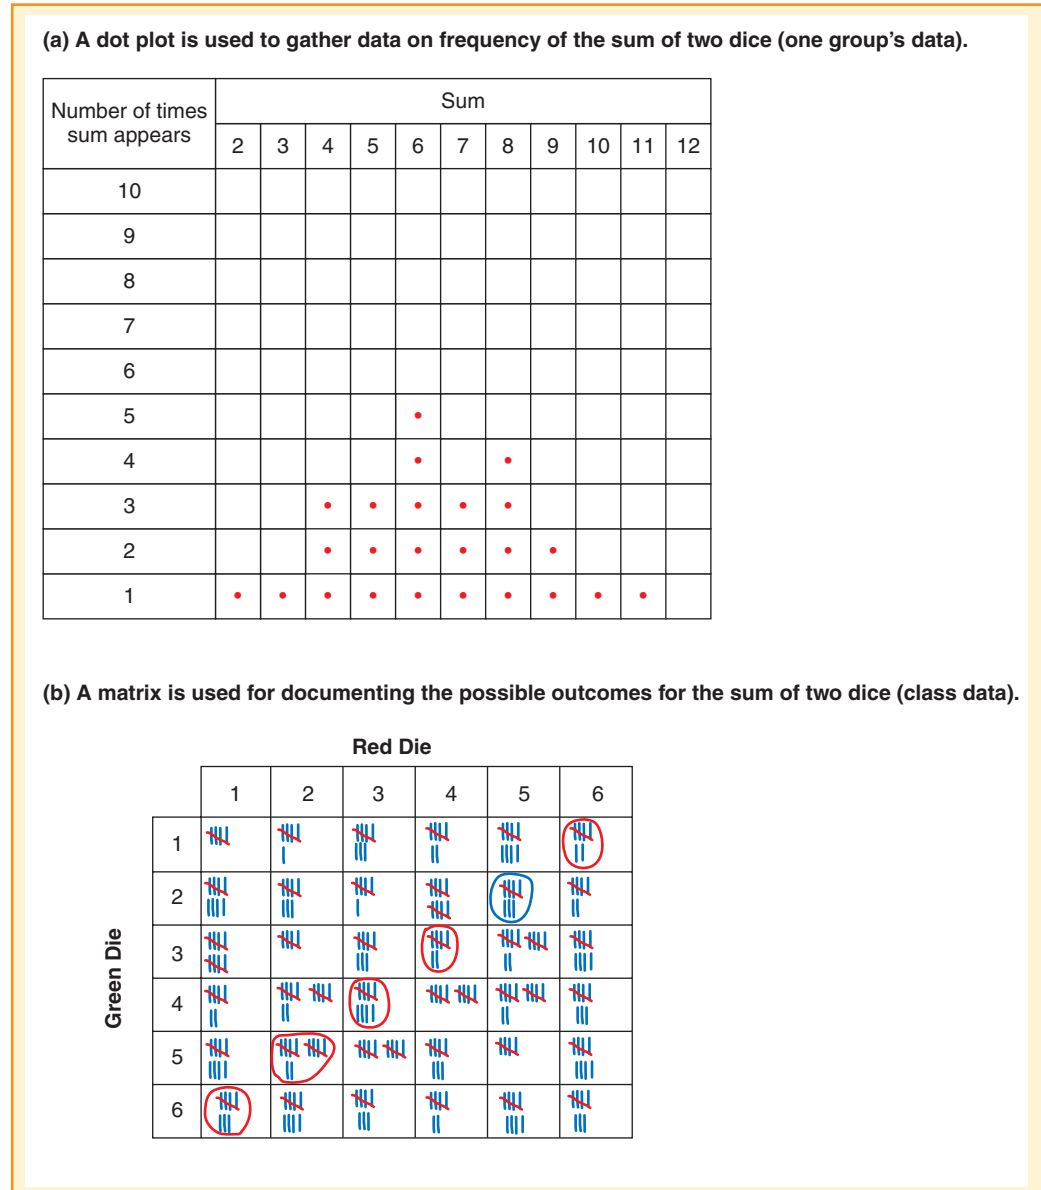 (a) A dot plot is used to gather data on frequency of the sum of two dice (one group's data).
Number of times
sum appears
Sum
2 3 4 5 6 7 8 9 10 11 12
10
9
8
7
6
5
4
3
2
1
(b) A matrix is used for documenting the possible outcomes for the sum of two dice (class data).
Red Die
1 2 3 4 5 6
Green Die
1
2
3
4
5
6